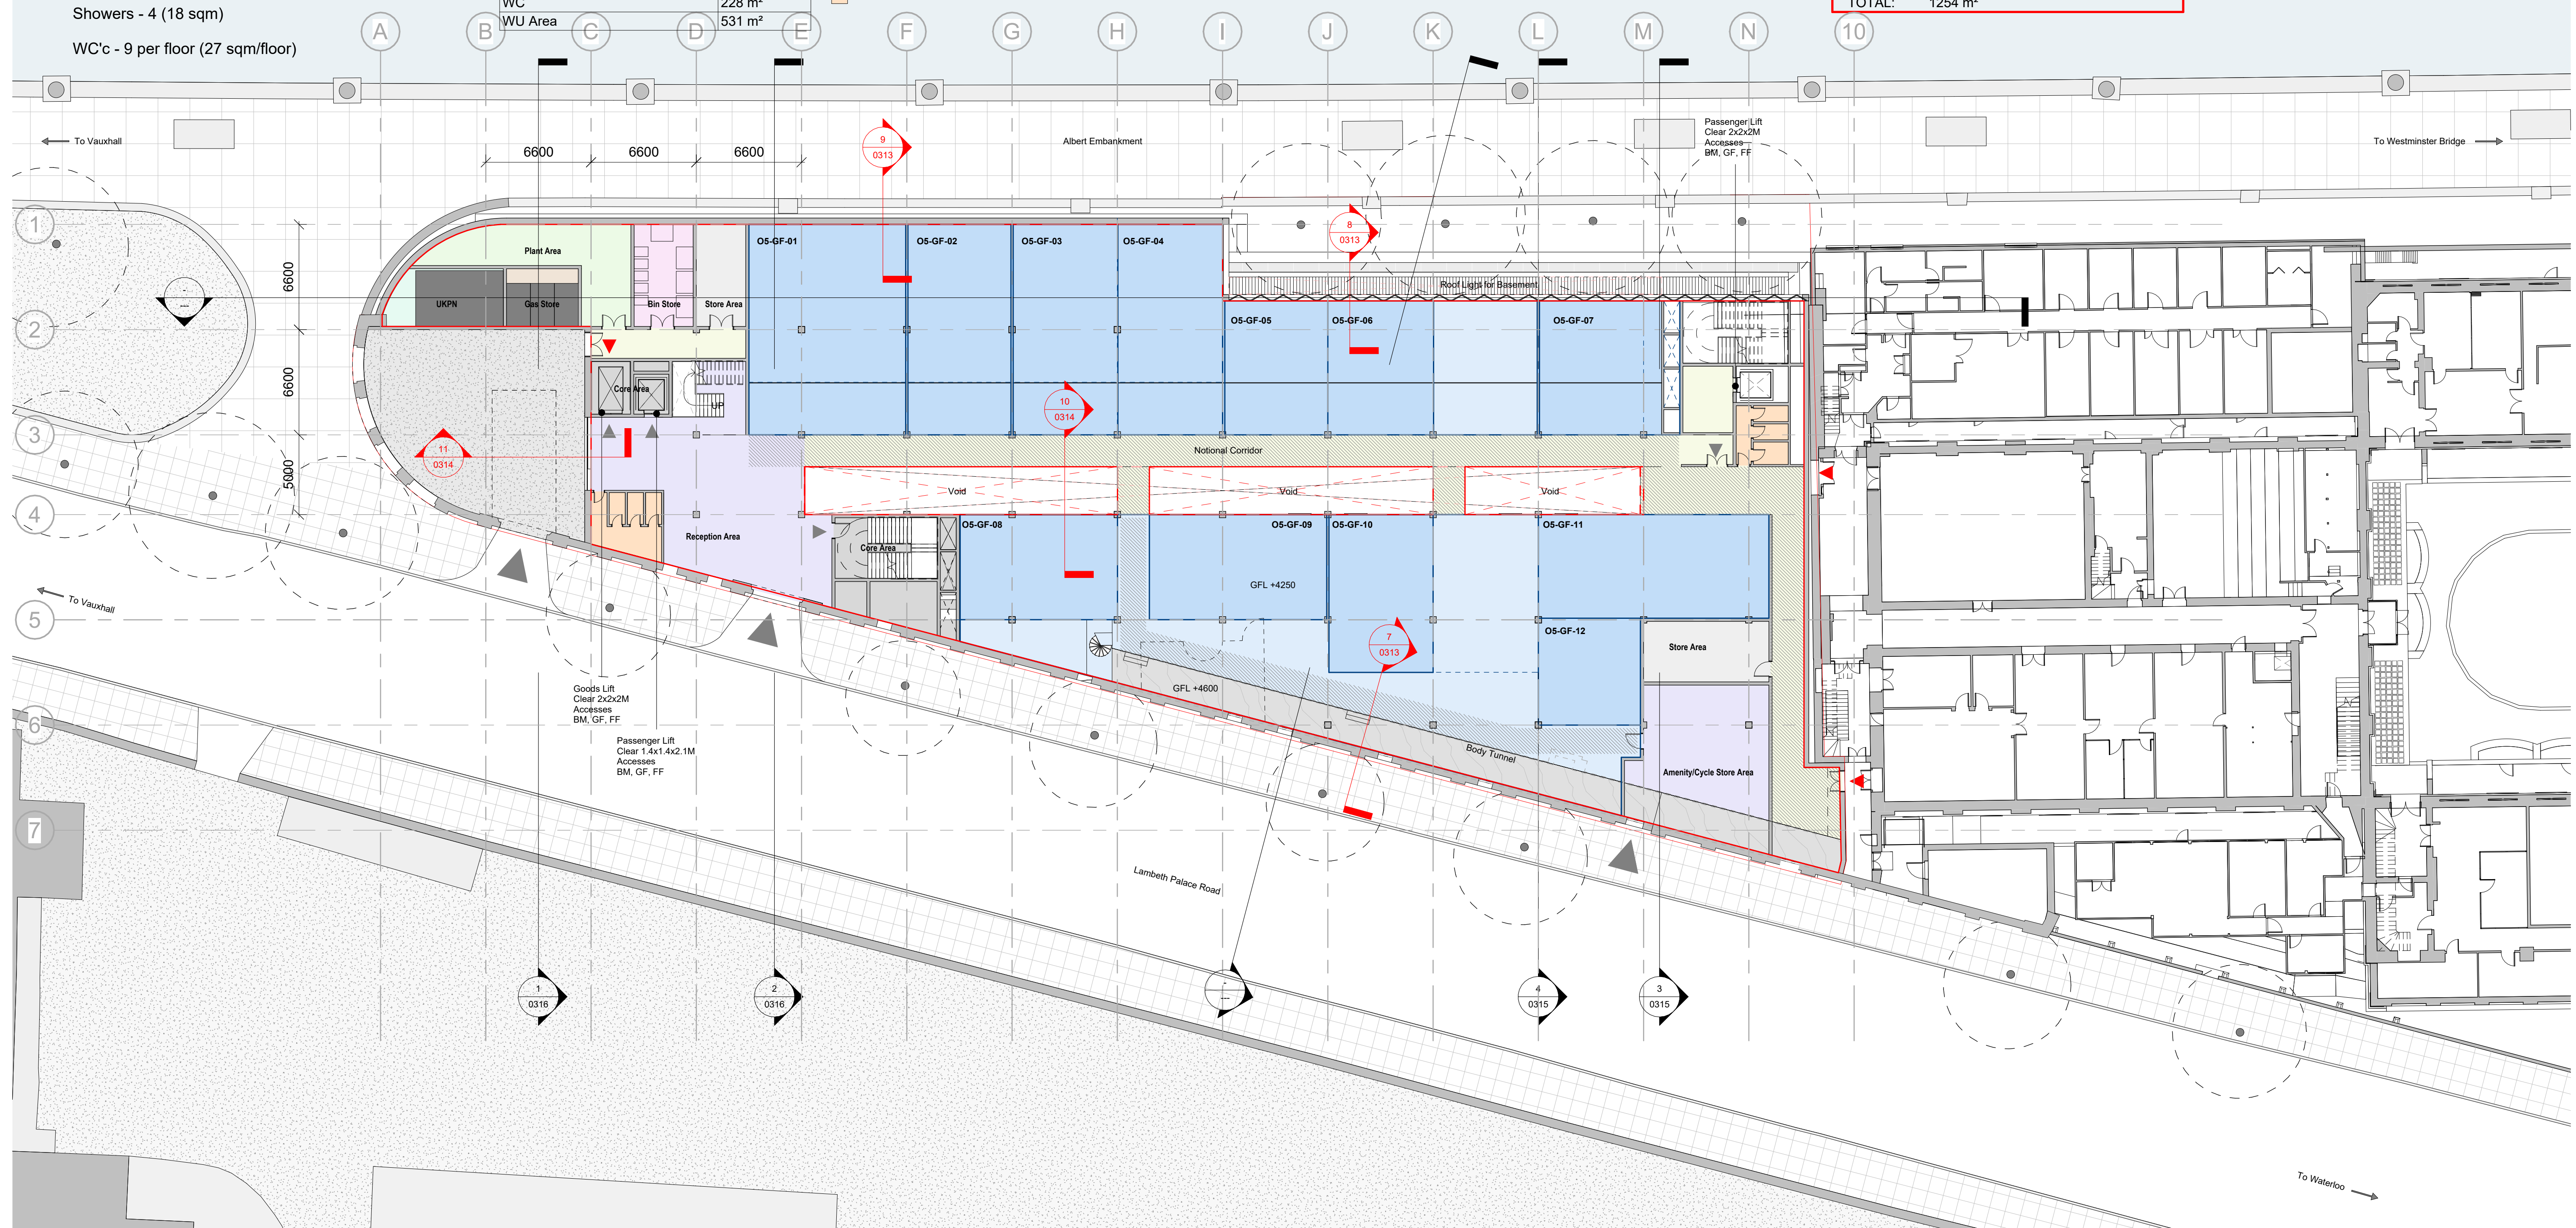 Showers - 4 (18 sqm)
WC'c - 9 per floor (27 sqm/floor)
WC 228 m²
WU Area 531 m²
TOTAL: 1254 m²
A B C D E F G H I J K L M N 10
To Vauxhall
Albert Embankment
To Westminster Bridge
Passenger Lift
Clear 2x2x2M
Accesses
BM, GF, FF
6600 6600 6600
9
0313
8
0313
1
2
3
4
5
6
7
6600
6600
5000
Plant Area
UKPN
Gas Store
Bin Store
Store Area
O5-GF-01
O5-GF-02
O5-GF-03
O5-GF-04
Roof Light for Basement
O5-GF-05
O5-GF-06
O5-GF-07
Core Area
UP
10
0314
11
0314
Notional Corridor
Void
Void
Void
Reception Area
Core Area
O5-GF-08
O5-GF-09
O5-GF-10
O5-GF-11
GFL +4250
O5-GF-12
Store Area
7
0313
To Vauxhall
GFL +4600
Body Tunnel
Amenity/Cycle Store Area
Goods Lift
Clear 2x2x2M
Accesses
BM, GF, FF
Passenger Lift
Clear 1.4x1.4x2.1M
Accesses
BM, GF, FF
Lambeth Palace Road
1
0316
2
0316
4
0315
3
0315
To Waterloo